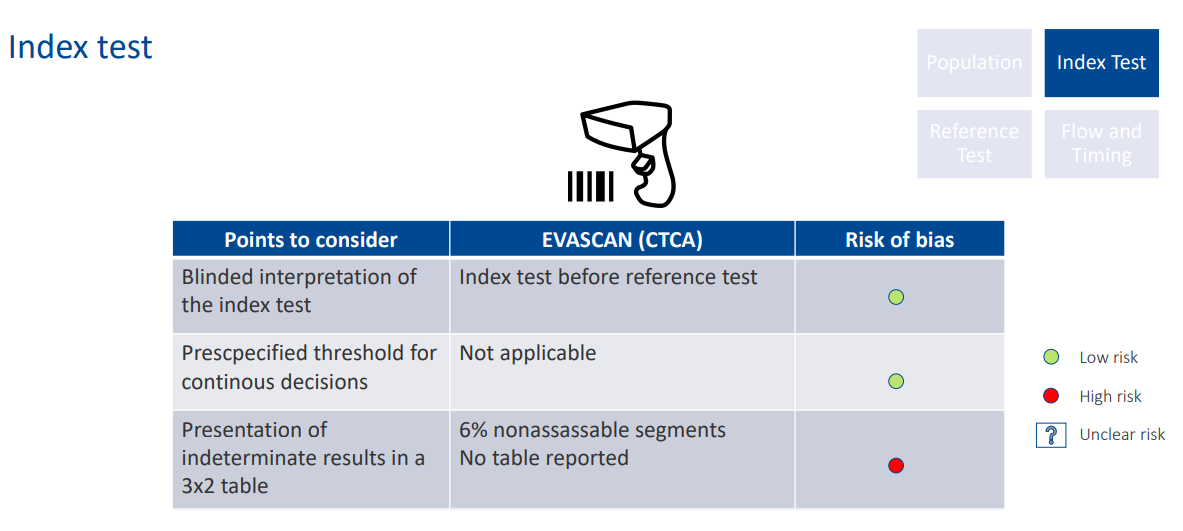 Index test
Population
Index Test
Reference
Test
Flow and
Timing
Points to consider
EVASCAN (CTCA)
Risk of bias
Blinded interpretation of
the index test
Index test before reference test
Prescpecified threshold for
continous decisions
Not applicable
Presentation of
indeterminate results in a
3x2 table
6% nonassassable segments
No table reported
Low risk
High risk
?
Unclear risk